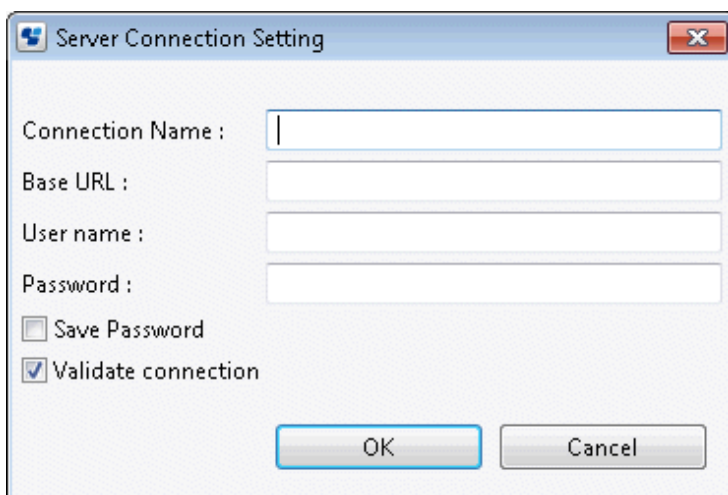 Server Connection Setting
Connection Name :
Base URL :
User name :
Password :
Save Password
Validate connection
OK Cancel